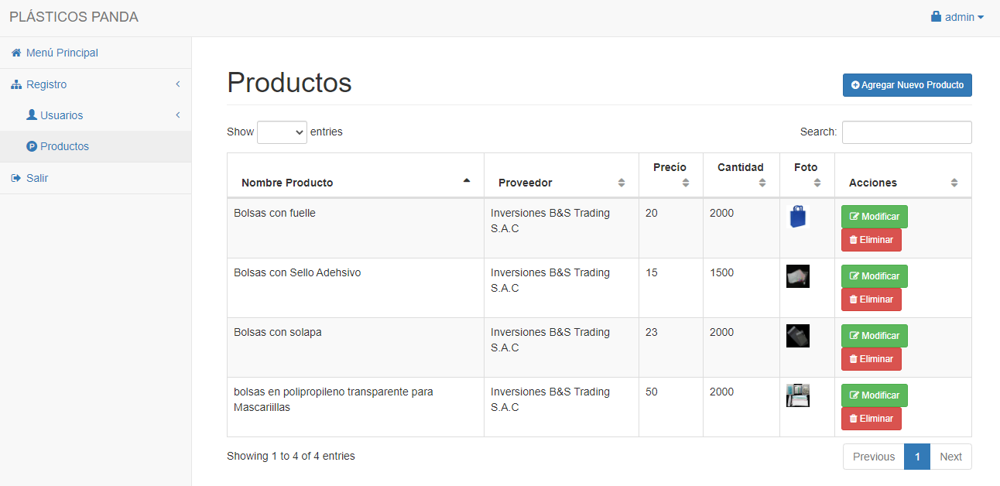 PLÁSTICOS PANDA
admin
Menú Principal
Registro
Usuarios
Productos
Salir
Productos
Agregar Nuevo Producto
Show entries
Search:
Nombre Producto Proveedor Precio Cantidad Foto Acciones
Bolsas con fuelle Inversiones B&S Trading 20 2000 Modificar
S.A.C Eliminar
Bolsas con Sello Adehsivo Inversiones B&S Trading 15 1500 Modificar
S.A.C Eliminar
Bolsas con solapa Inversiones B&S Trading 23 2000 Modificar
S.A.C Eliminar
bolsas en polipropileno transparente para Inversiones B&S Trading 50 2000 Modificar
Mascariillas S.A.C Eliminar
Showing 1 to 4 of 4 entries
Previous 1 Next